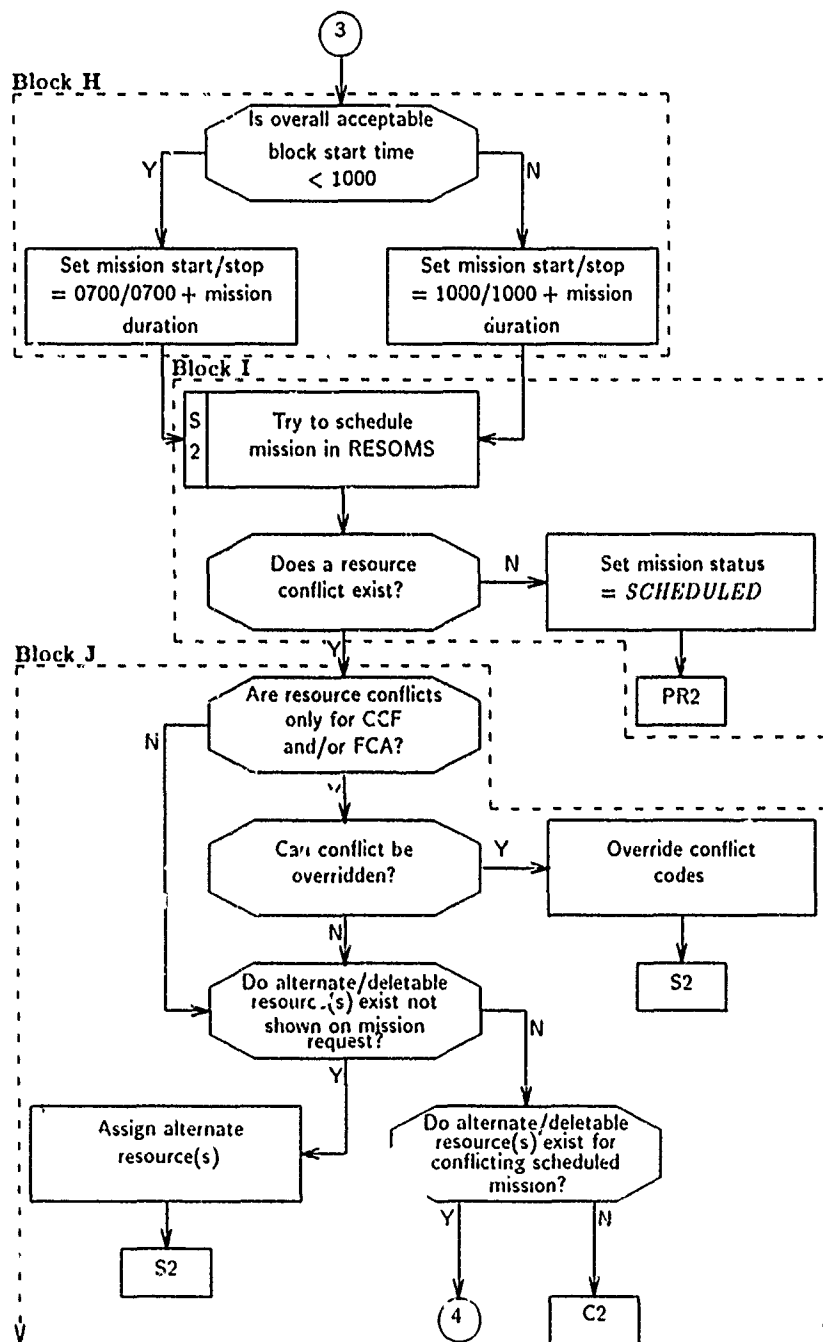 3
Block H
Is overall acceptable
block start time
< 1000
Y
N
Set mission start/stop
= 0700/0700 + mission
duration
Set mission start/stop
= 1000/1000 + mission
duration
Block I
S
2
Try to schedule
mission in RESOMS
Does a resource
conflict exist?
N
Set mission status
= SCHEDULED
Y
PR2
Block J
Are resource conflicts
only for CCF
and/or FCA?
N
Y
Can conflict be
overridden?
Y
Override conflict
codes
N
S2
Do alternate/deletable
resource(s) exist not
shown on mission
request?
N
Y
Assign alternate
resource(s)
Do alternate/deletable
resource(s) exist for
conflicting scheduled
mission?
Y
N
S2
4
C2